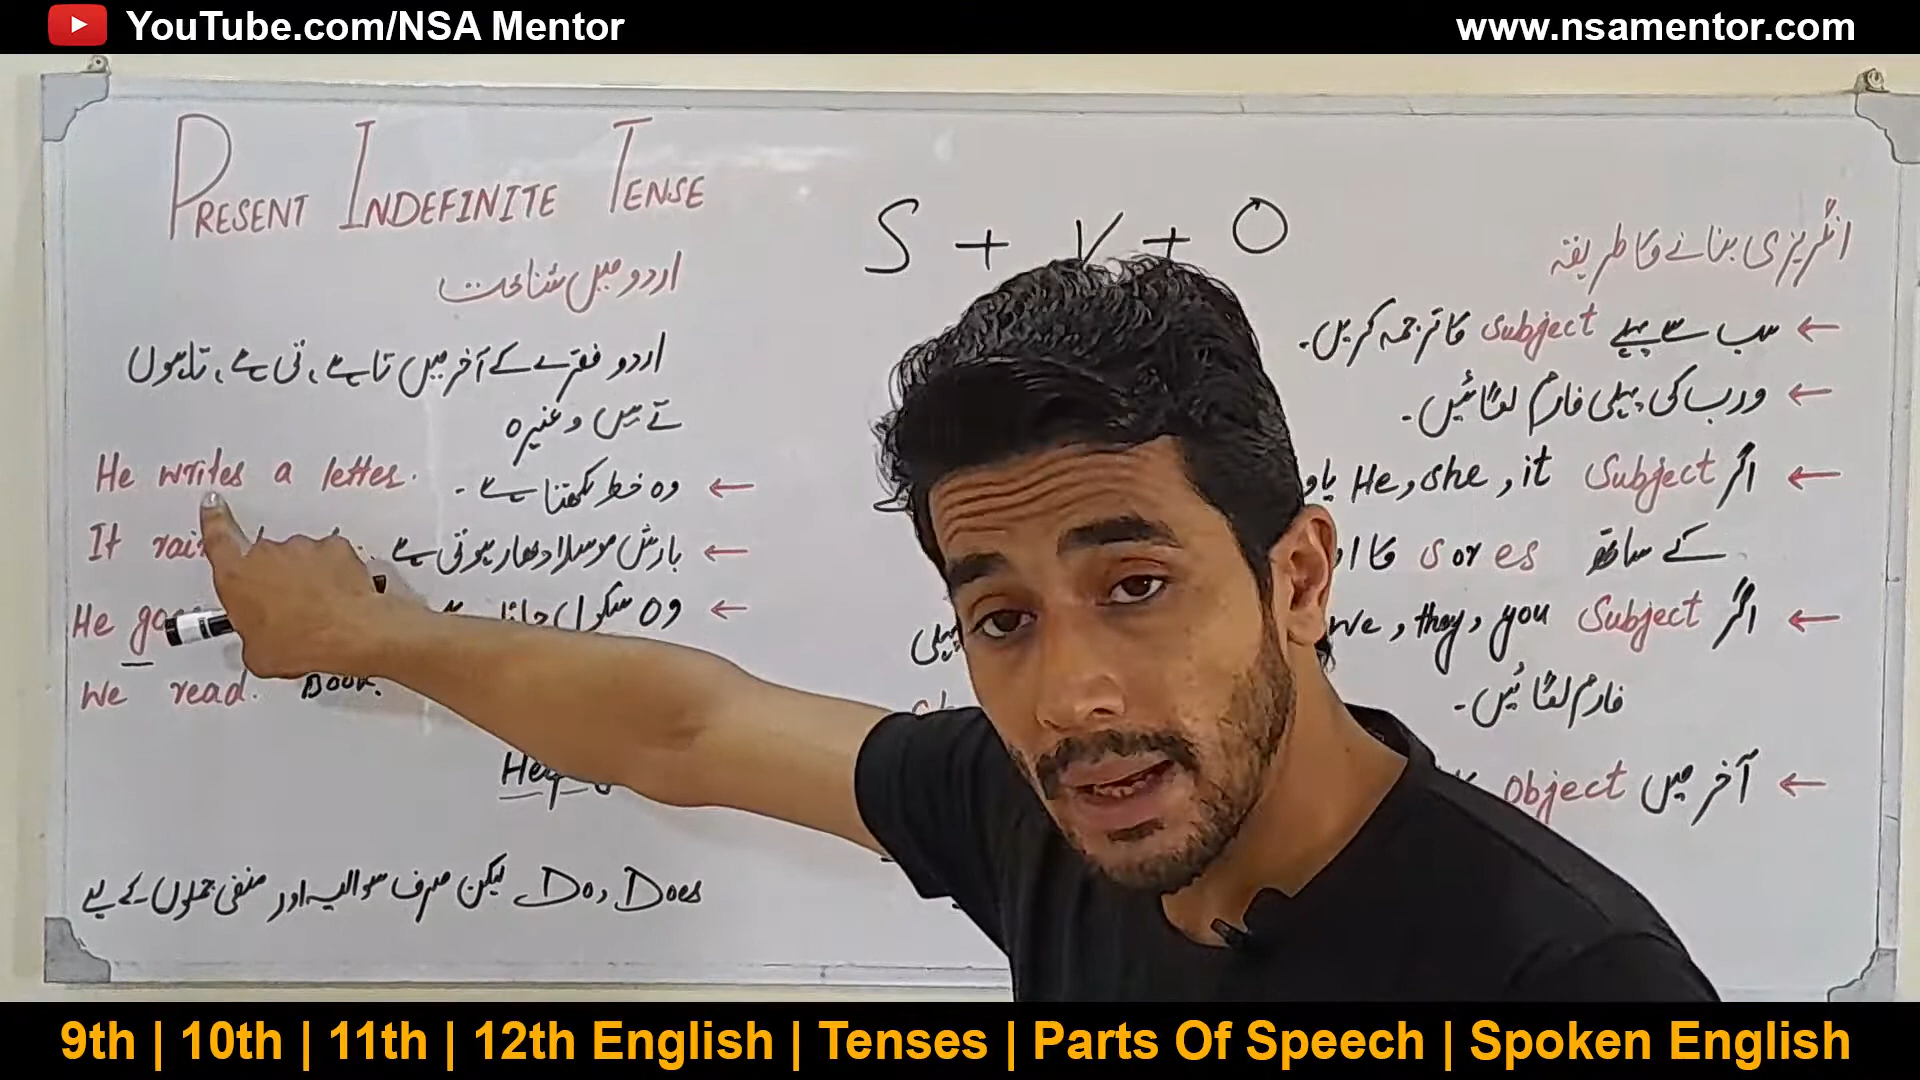 YouTube.com/NSA Mentor
www.nsamentor.com
PRESENT INDEFINITE TENSE
اردو میں شناخت
اردو فقرے کے آخر میں تا ہے، تی ہے، تا ہوں
تے ہیں وغیرہ
He writes a letter.
← وہ خط لکھتا ہے۔
It
← بارش موسلادھار ہوتی ہے
He
← وہ سکول جاتا
We read. Book.
Do, Does لیکن صرف سوالیہ اور منفی جملوں کے لیے
S + V + O
انگریزی بنانے کا طریقہ
← سب سے پہلے Subject کا ترجمہ کریں۔
← ورب کی پہلی فارم لگائیں۔
← اگر Subject He, she, it یا
کے ساتھ s or es کا
← اگر Subject We, they, you پہلی
فارم لگائیں۔
← آخر میں Object
9th | 10th | 11th | 12th English | Tenses | Parts Of Speech | Spoken English